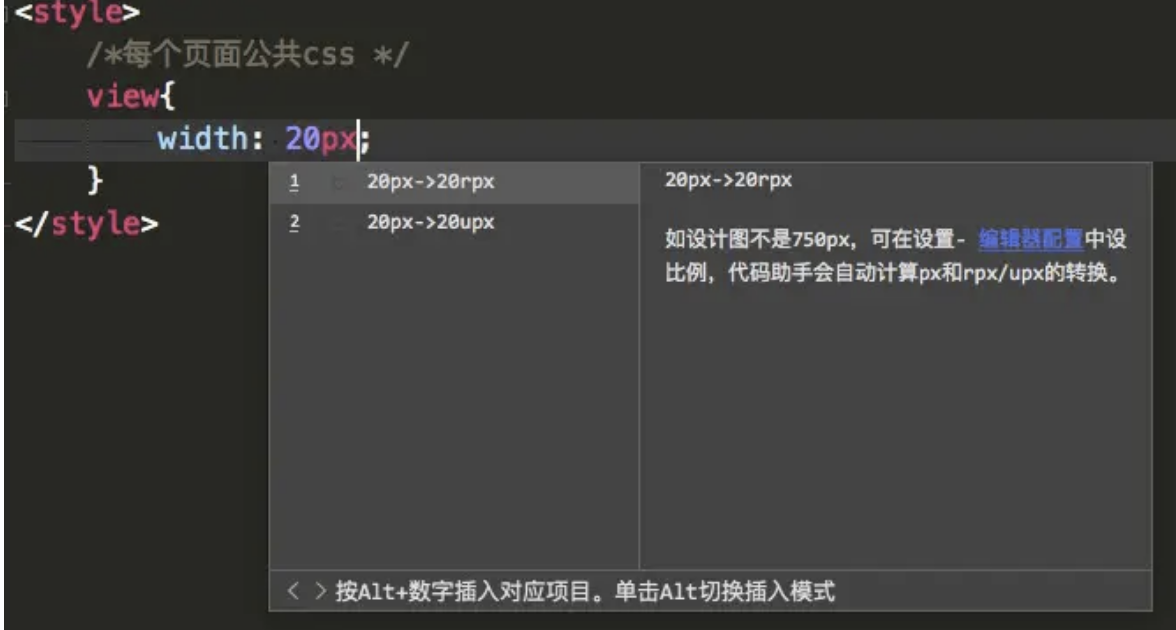 <style>
/*每个页面公共css */
view{
width: 20px;
}
</style>
1 20px->20rpx
2 20px->20upx
20px->20rpx
如设计图不是750px，可在设置- 编辑器配置中设
比例，代码助手会自动计算px和rpx/upx的转换。
< > 按Alt+数字插入对应项目。单击Alt切换插入模式